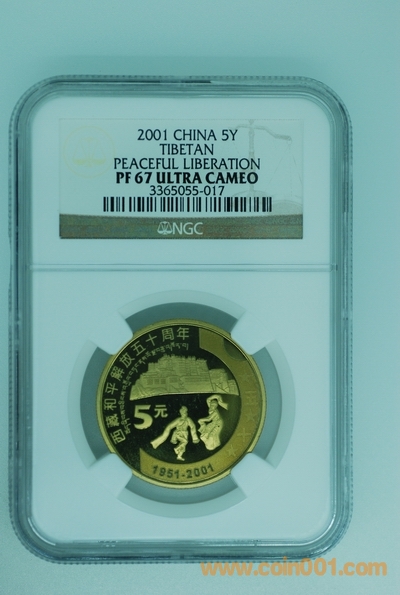 2001 CHINA 5Y
TIBETAN
PEACEFUL LIBERATION
PF 67 ULTRA CAMEO
3365055-017
NGC
西藏和平解放五十周年
5元
1951-2001
www.coin001.com